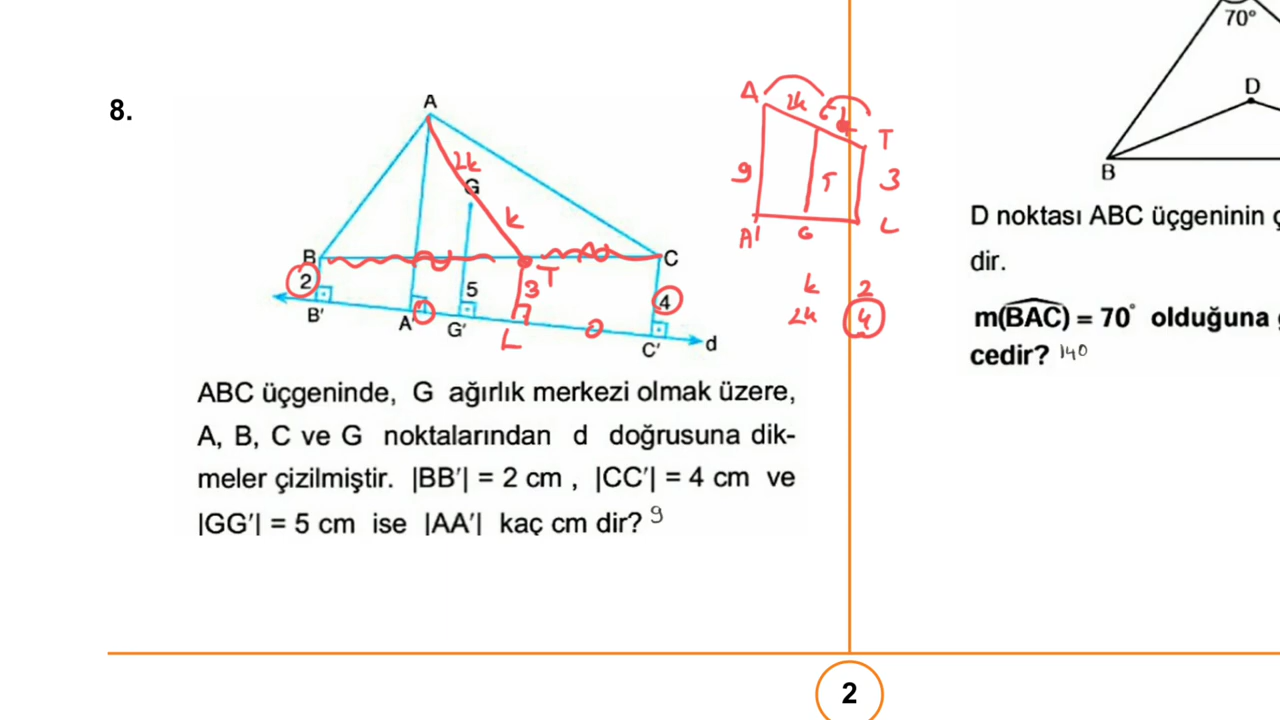 8.
A
2k
G
k
B
C
T
2
5
3
4
B'
A'
G'
L
C'
d
A
2k
T
9
5
3
A'
G
L
k 2
2k 4
ABC üçgeninde, G ağırlık merkezi olmak üzere,
A, B, C ve G noktalarından d doğrusuna dik-
meler çizilmiştir. |BB'| = 2 cm , |CC'| = 4 cm ve
|GG'| = 5 cm ise |AA'| kaç cm dir? 9
70°
D
B
D noktası ABC üçgeninin
dir.
m(BAC) = 70° olduğuna
cedir? 140
2